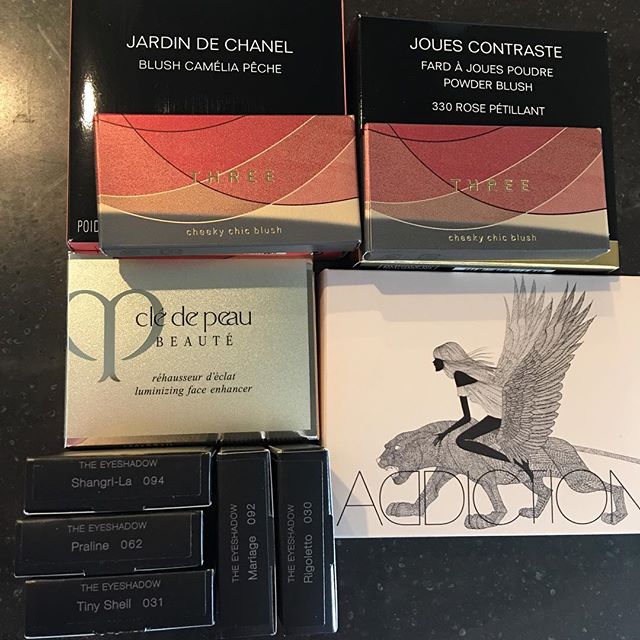 JARDIN DE CHANEL
BLUSH CAMÉLIA PÊCHE
JOUES CONTRASTE
FARD À JOUES POUDRE
POWDER BLUSH
330 ROSE PÉTILLANT
THREE
cheeky chic blush
THREE
cheeky chic blush
POID
clé de peau
BEAUTÉ
réhausseur d'éclat
luminizing face enhancer
ADDICTION
THE EYESHADOW
Shangri-La 094
THE EYESHADOW
Praline 062
THE EYESHADOW
Tiny Shell 031
THE EYESHADOW
Mariage 092
THE EYESHADOW
Rigoletto 030